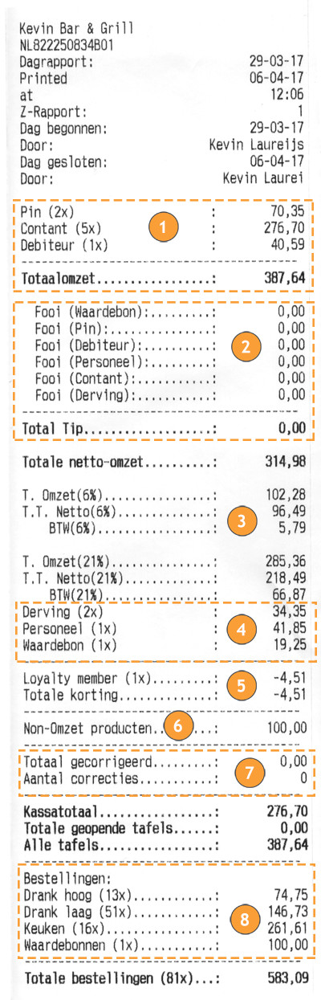 Kevin Bar & Grill
NL822250834B01
Dagrapport: 29-03-17
Printed 06-04-17
at 12:06
Z-Rapport: 1
Dag begonnen: 29-03-17
Door: Kevin Laureijs
Dag gesloten: 06-04-17
Door: Kevin Laurei
Pin (2x) : 70,35
Contant (5x) 1 : 276,70
Debiteur (1x) : 40,59
Totaalomzet.................: 387,64
Fooi (Waardebon):.........: 0,00
Fooi (Pin):...............: 0,00
Fooi (Debiteur):..........: 2 0,00
Fooi (Personeel):.........: 0,00
Fooi (Contant):...........: 0,00
Fooi (Derving):...........: 0,00
Total Tip...................: 0,00
Totale netto-omzet..........: 314,98
T. Omzet(6%)................: 102,28
T.T. Netto(6%)..............: 3 96,49
BTW(6%).................: 5,79
T. Omzet(21%)...............: 285,36
T.T. Netto(21%).............: 218,49
BTW(21%)................: 66,87
Derving (2x) : 34,35
Personeel (1x) : 4 41,85
Waardebon (1x) : 19,25
Loyalty member (1x).........: 5 -4,51
Totale korting..............: -4,51
Non-Omzet producten..6...: 100,00
Totaal gecorrigeerd.........: 7 0,00
Aantal correcties...........: 0
Kassatotaal.................: 276,70
Totale geopende tafels......: 0,00
Alle tafels.................: 387,64
Bestellingen:
Drank hoog (13x)............: 74,75
Drank laag (51x)............: 8 146,73
Keuken (16x)................: 261,61
Waardebonnen (1x)...........: 100,00
Totale bestellingen (81x)...: 583,09